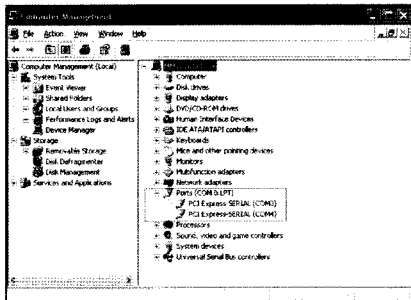 Computer Management
File Action View Window Help
Computer Management (Local)
System Tools
Event Viewer
Shared Folders
Local Users and Groups
Performance Logs and Alerts
Device Manager
Storage
Removable Storage
Disk Defragmenter
Disk Management
Services and Applications
Computer
Disk drives
Display adapters
DVD/CD-ROM drives
Human Interface Devices
IDE ATA/ATAPI controllers
Keyboards
Mice and other pointing devices
Monitors
Multifunction adapters
Network adapters
Ports (COM & LPT)
PCI Express-SERIAL (COM3)
PCI Express-SERIAL (COM4)
Processors
Sound, video and game controllers
System devices
Universal Serial Bus controllers